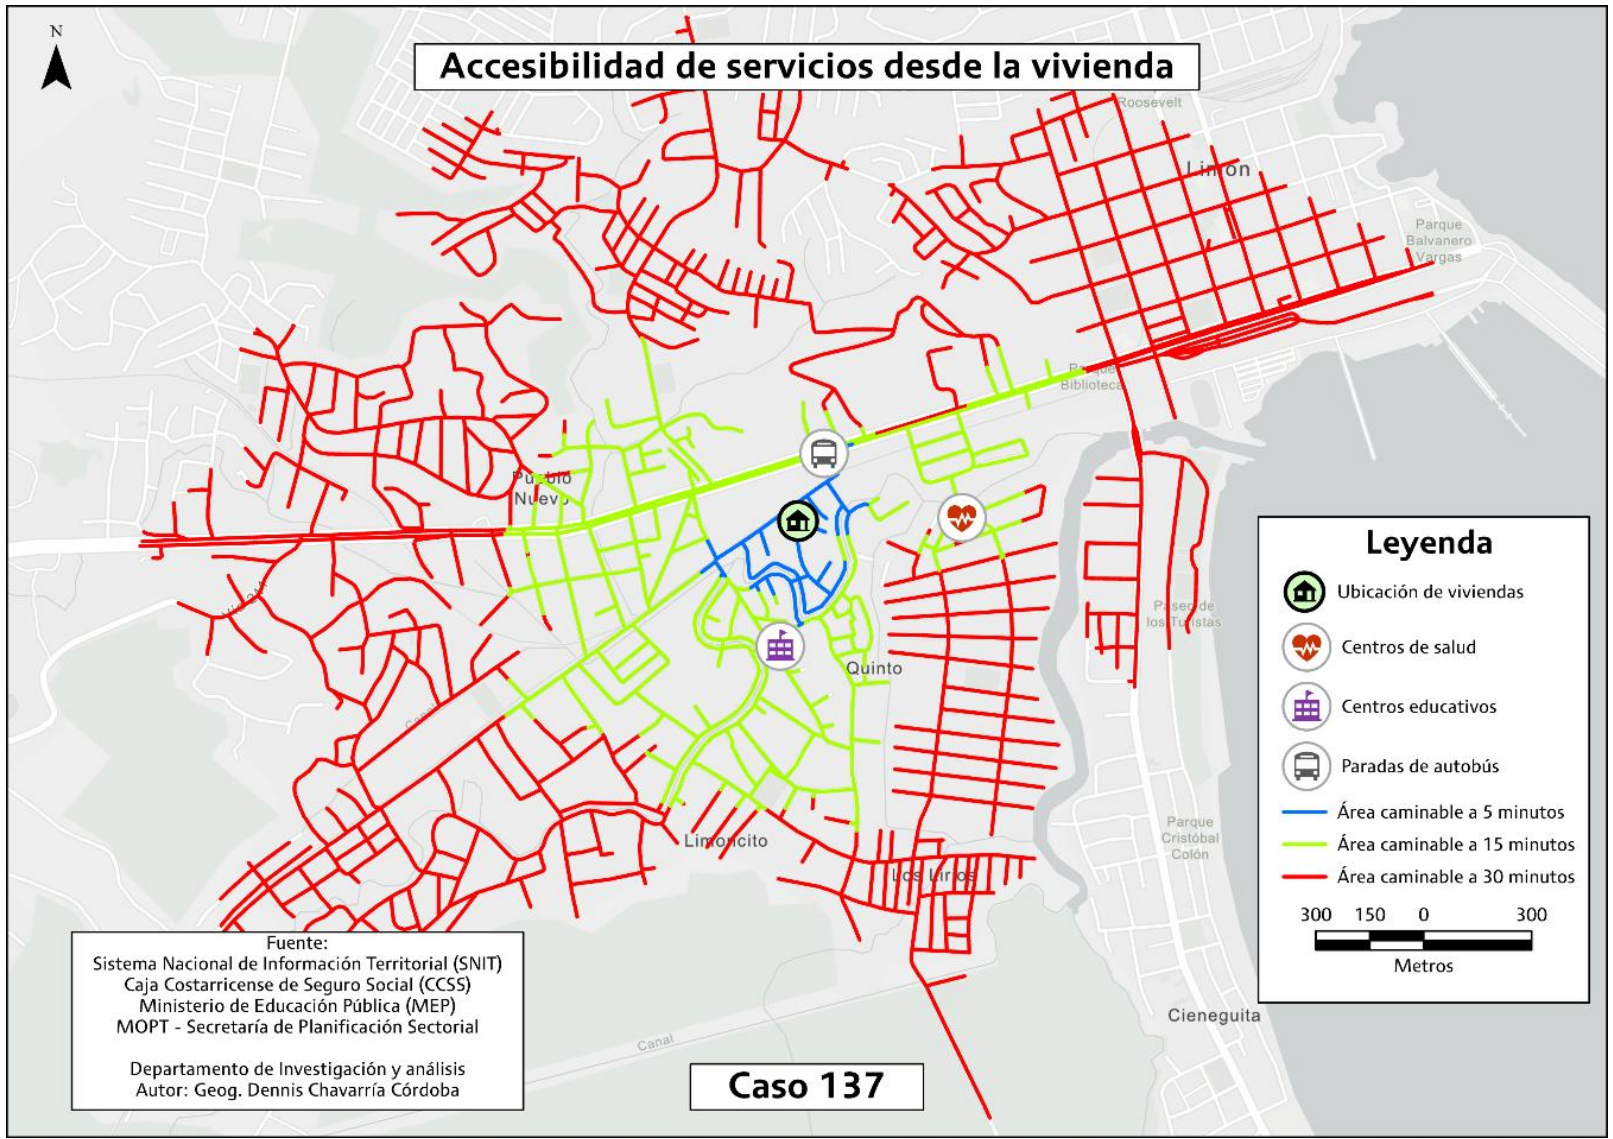 N
Accesibilidad de servicios desde la vivienda
Roosevelt
Limón
Parque
Balvanero
Vargas
Parque
Biblioteca
Pueblo
Nuevo
Paseo de
los Turistas
Quinto
Canal
Limoncito
Los Lirios
Parque
Cristóbal
Colón
Cieneguita
Canal
Leyenda
Ubicación de viviendas
Centros de salud
Centros educativos
Paradas de autobús
Área caminable a 5 minutos
Área caminable a 15 minutos
Área caminable a 30 minutos
300 150 0 300
Metros
Fuente:
Sistema Nacional de Información Territorial (SNIT)
Caja Costarricense de Seguro Social (CCSS)
Ministerio de Educación Pública (MEP)
MOPT - Secretaría de Planificación Sectorial
Departamento de Investigación y análisis
Autor: Geog. Dennis Chavarría Córdoba
Caso 137